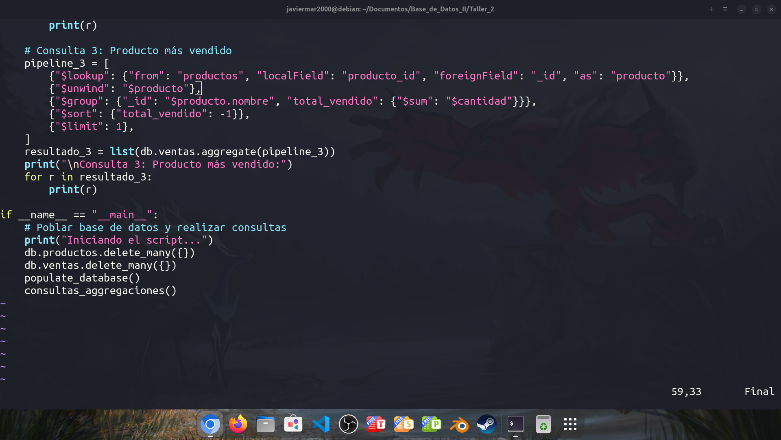 javiermar2000@debian: ~/Documentos/Base_de_Datos_II/Taller_2
print(r)
# Consulta 3: Producto más vendido
pipeline_3 = [
{"$lookup": {"from": "productos", "localField": "producto_id", "foreignField": "_id", "as": "producto"}},
{"$unwind": "$producto"},
{"$group": {"_id": "$producto.nombre", "total_vendido": {"$sum": "$cantidad"}}},
{"$sort": {"total_vendido": -1}},
{"$limit": 1},
]
resultado_3 = list(db.ventas.aggregate(pipeline_3))
print("\nConsulta 3: Producto más vendido:")
for r in resultado_3:
print(r)
if __name__ == "__main__":
# Poblar base de datos y realizar consultas
print("Iniciando el script...")
db.productos.delete_many({})
db.ventas.delete_many({})
populate_database()
consultas_aggregaciones()
~
~
~
~
~
~
~
59,33 Final
T S P